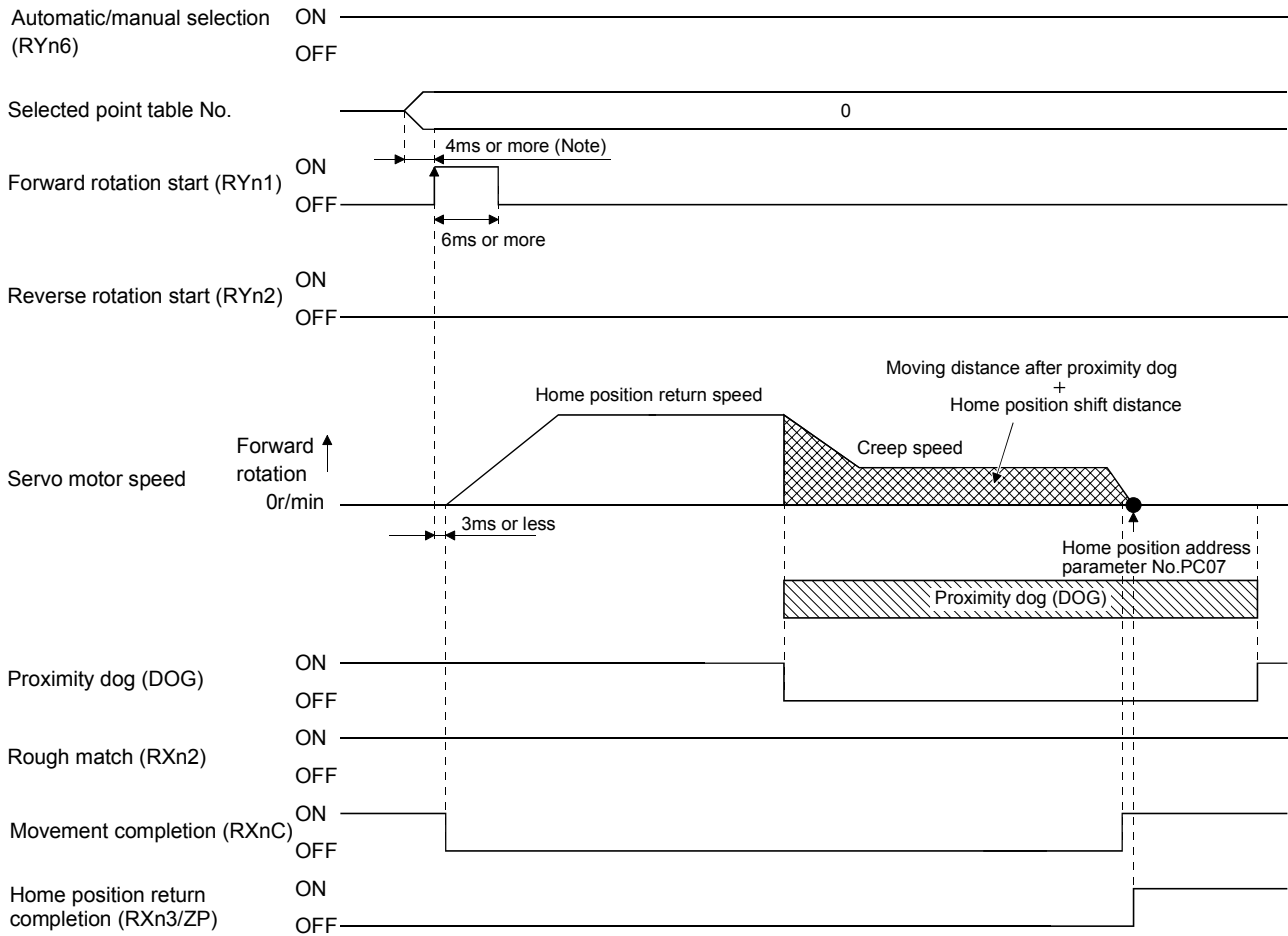 Automatic/manual selection
(RYn6)
ON
OFF
Selected point table No.
0
4ms or more (Note)
Forward rotation start (RYn1)
ON
OFF
6ms or more
Reverse rotation start (RYn2)
ON
OFF
Moving distance after proximity dog
+
Home position shift distance
Home position return speed
Creep speed
Servo motor speed
Forward
rotation
0r/min
3ms or less
Home position address
parameter No.PC07
Proximity dog (DOG)
Proximity dog (DOG)
ON
OFF
Rough match (RXn2)
ON
OFF
Movement completion (RXnC)
ON
OFF
Home position return
completion (RXn3/ZP)
ON
OFF